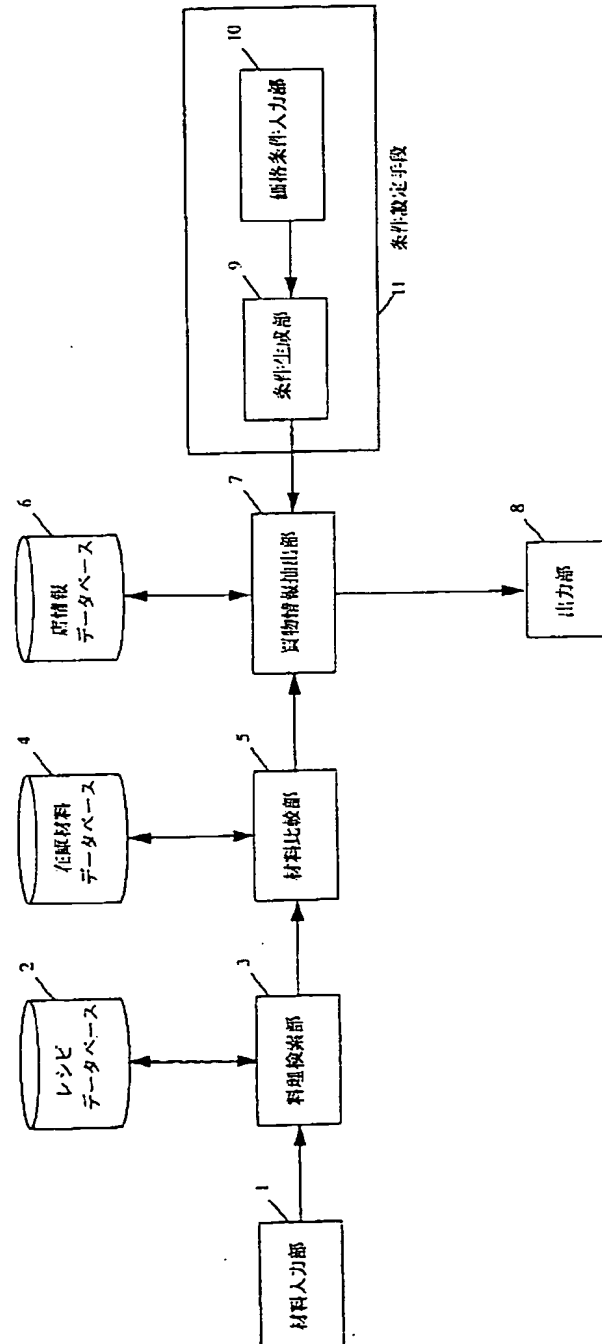 1
材料入力部
2
レシピ
データベース
3
料理検索部
4
在庫材料
データベース
5
材料比較部
6
店情報
データベース
7
買物情報抽出部
8
出力部
9
条件生成部
10
価格条件入力部
11
条件設定手段